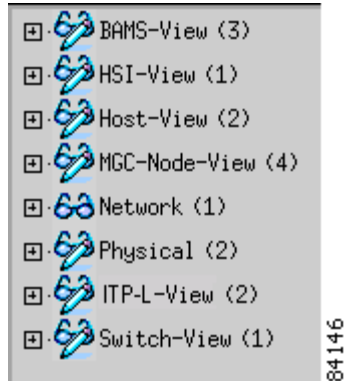 BAMS-View (3)
HSI-View (1)
Host-View (2)
MGC-Node-View (4)
Network (1)
Physical (2)
ITP-L-View (2)
Switch-View (1)
84146